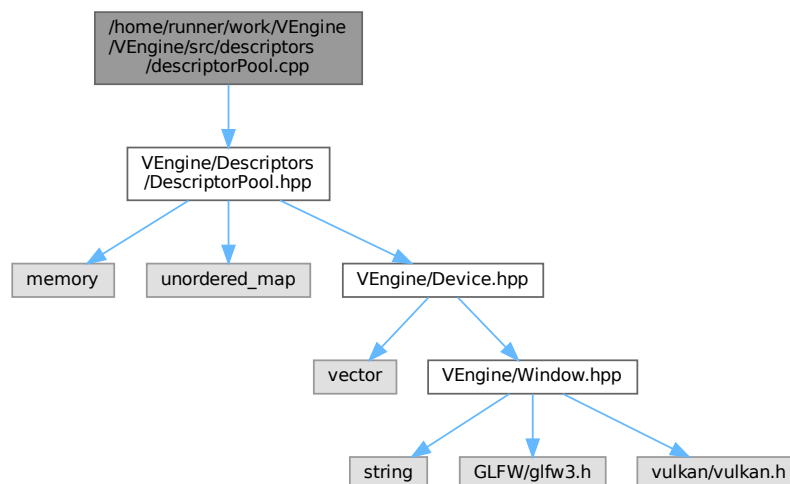 /home/runner/work/VEngine
/VEngine/src/descriptors
/descriptorPool.cpp
VEngine/Descriptors
/DescriptorPool.hpp
memory
unordered_map
VEngine/Device.hpp
vector
VEngine/Window.hpp
string
GLFW/glfw3.h
vulkan/vulkan.h